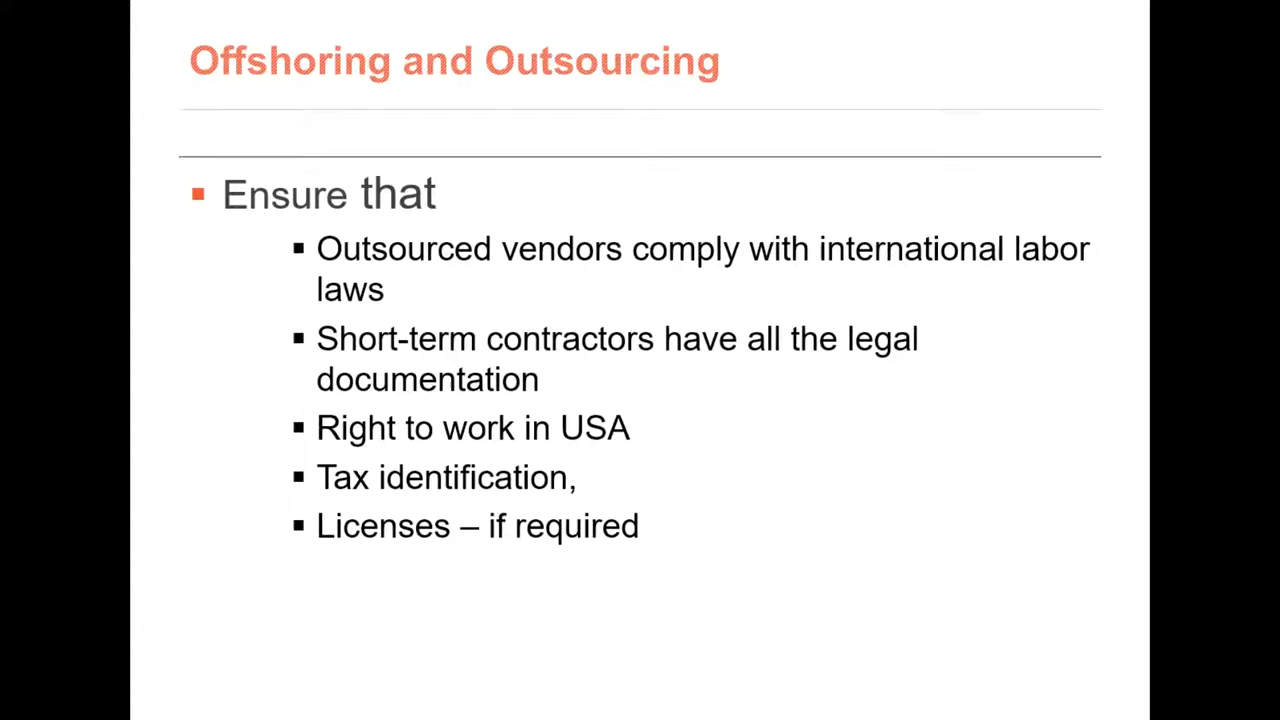 Offshoring and Outsourcing
Ensure that
Outsourced vendors comply with international labor
laws
Short-term contractors have all the legal
documentation
Right to work in USA
Tax identification,
Licenses – if required